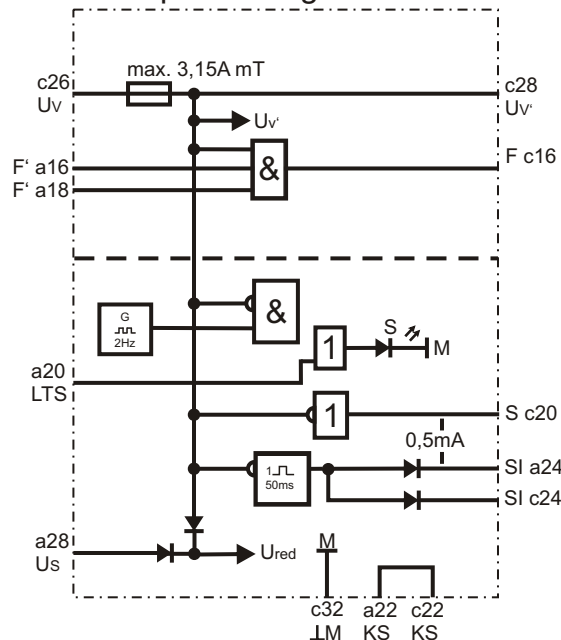 max. 3,15A mT
c26
UV
c28
UV'
UV'
F' a16
F' a18
&
F c16
G
2Hz
&
a20
LTS
1
S
M
1
S c20
0,5mA
1
50ms
SI a24
SI c24
a28
US
Ured
M
c32
⊥M
a22
KS
c22
KS